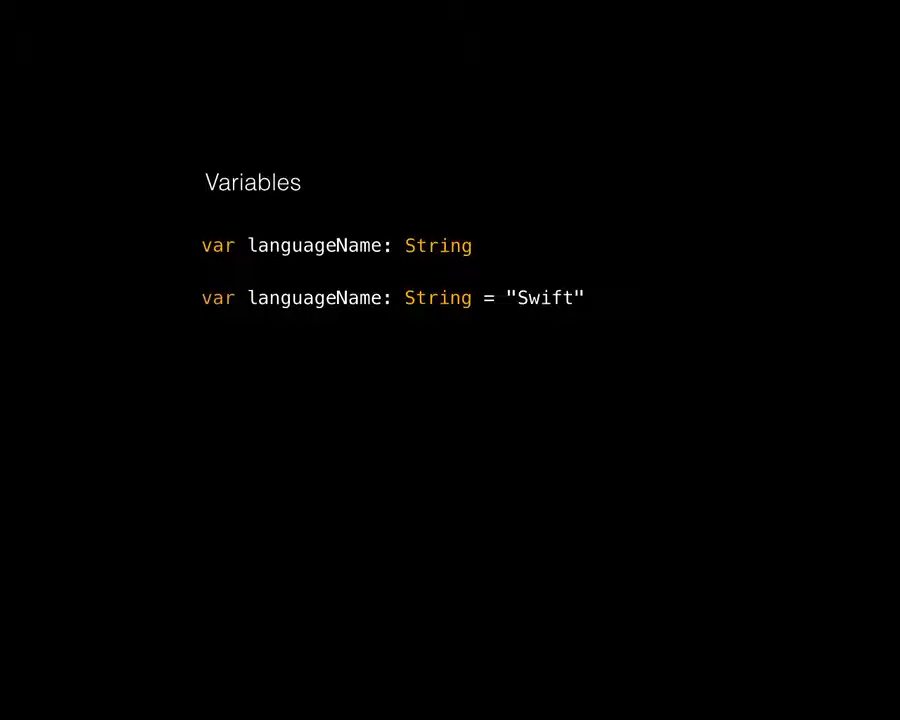 Variables
var languageName: String
var languageName: String = "Swift"